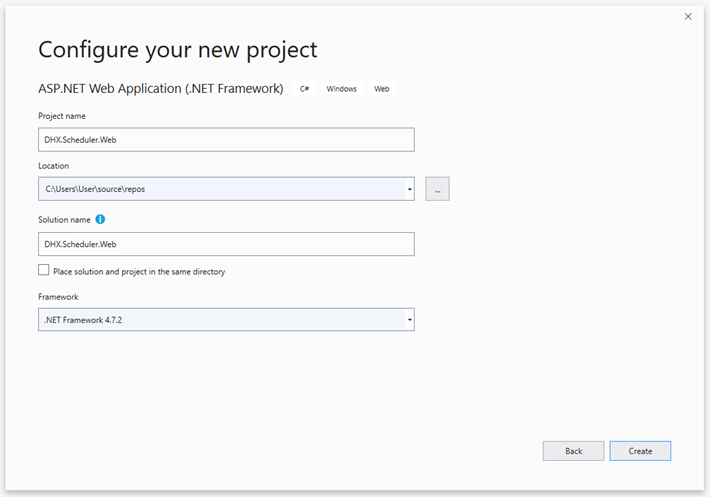 Configure your new project
ASP.NET Web Application (.NET Framework) C# Windows Web
Project name
DHX.Scheduler.Web
Location
C:\Users\User\source\repos
...
Solution name
DHX.Scheduler.Web
Place solution and project in the same directory
Framework
.NET Framework 4.7.2
Back Create